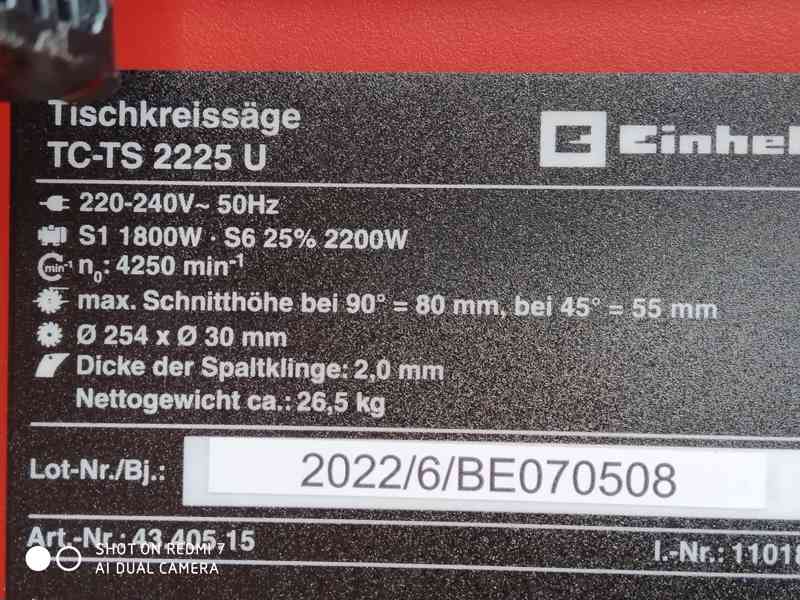 Tischkreissäge
TC-TS 2225 U
Einhel
220-240V~ 50Hz
S1 1800W · S6 25% 2200W
min-1 n0: 4250 min-1
max. Schnitthöhe bei 90° = 80 mm, bei 45° = 55 mm
Ø 254 x Ø 30 mm
Dicke der Spaltklinge: 2,0 mm
Nettogewicht ca.: 26,5 kg
Lot-Nr./Bj.: 2022/6/BE070508
Art.-Nr.: 43.405.15
I.-Nr.: 11018
SHOT ON REDMI 7
AI DUAL CAMERA